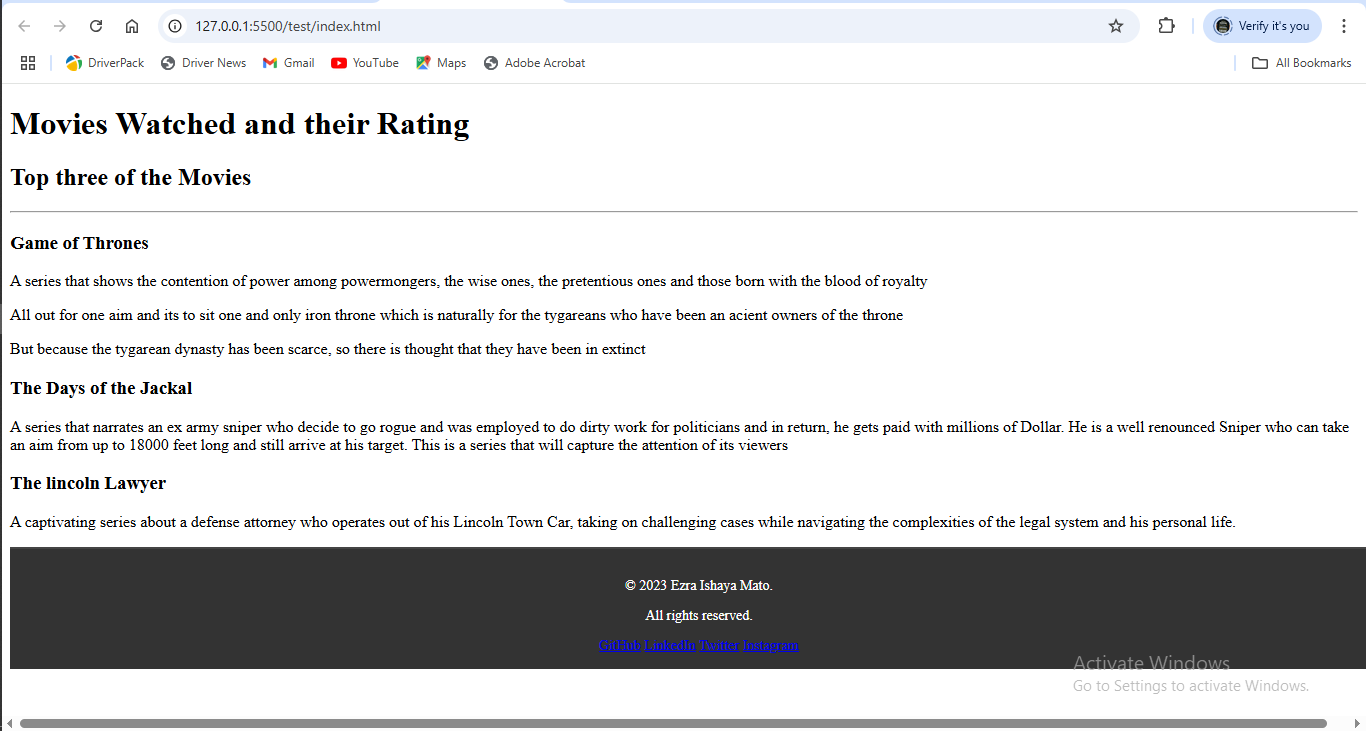 127.0.0.1:5500/test/index.html
Verify it's you
DriverPack
Driver News
Gmail
YouTube
Maps
Adobe Acrobat
All Bookmarks
Movies Watched and their Rating
Top three of the Movies
Game of Thrones
A series that shows the contention of power among powermongers, the wise ones, the pretentious ones and those born with the blood of royalty
All out for one aim and its to sit one and only iron throne which is naturally for the tygareans who have been an acient owners of the throne
But because the tygarean dynasty has been scarce, so there is thought that they have been in extinct
The Days of the Jackal
A series that narrates an ex army sniper who decide to go rogue and was employed to do dirty work for politicians and in return, he gets paid with millions of Dollar. He is a well renounced Sniper who can take
an aim from up to 18000 feet long and still arrive at his target. This is a series that will capture the attention of its viewers
The lincoln Lawyer
A captivating series about a defense attorney who operates out of his Lincoln Town Car, taking on challenging cases while navigating the complexities of the legal system and his personal life.
© 2023 Ezra Ishaya Mato.
All rights reserved.
GitHub LinkedIn Twitter Instagram
Activate Windows
Go to Settings to activate Windows.